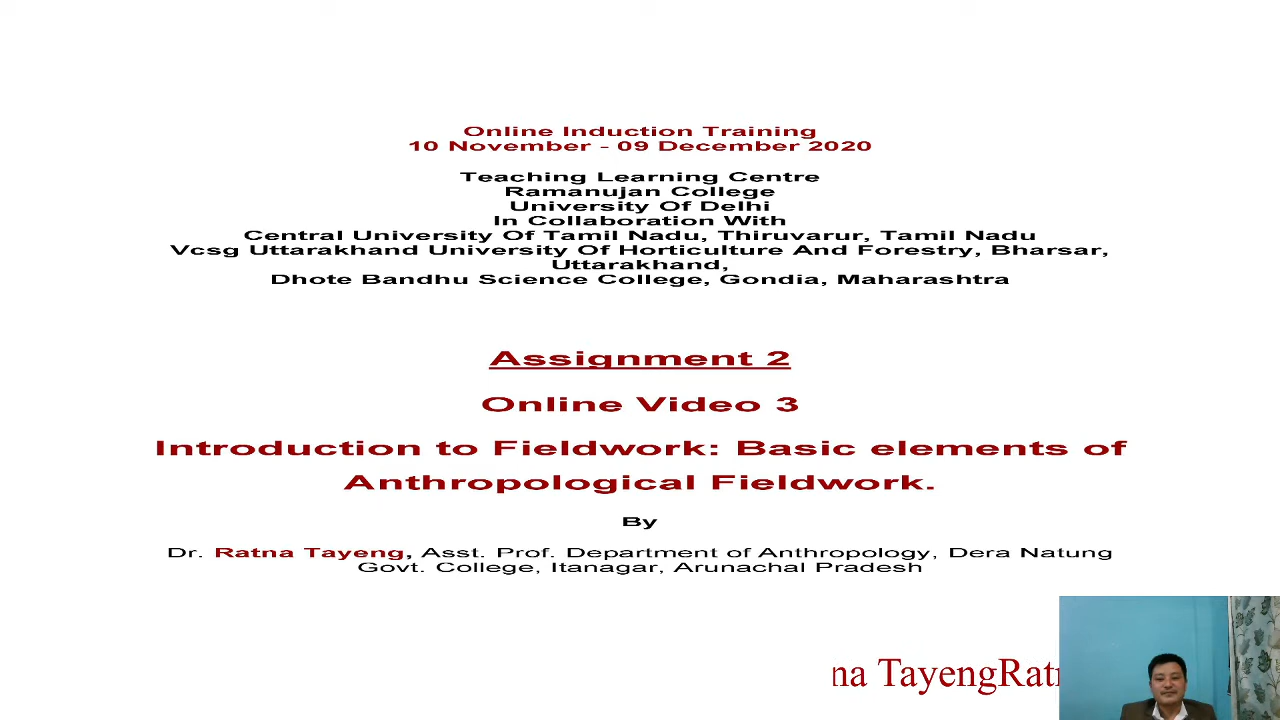 Online Induction Training
10 November - 09 December 2020
Teaching Learning Centre
Ramanujan College
University Of Delhi
In Collaboration With
Central University Of Tamil Nadu, Thiruvarur, Tamil Nadu
Vcsg Uttarakhand University Of Horticulture And Forestry, Bharsar,
Uttarakhand,
Dhote Bandhu Science College, Gondia, Maharashtra
Assignment 2
Online Video 3
Introduction to Fieldwork: Basic elements of
Anthropological Fieldwork.
By
Dr. Ratna Tayeng, Asst. Prof. Department of Anthropology, Dera Natung
Govt. College, Itanagar, Arunachal Pradesh
na TayengRatn